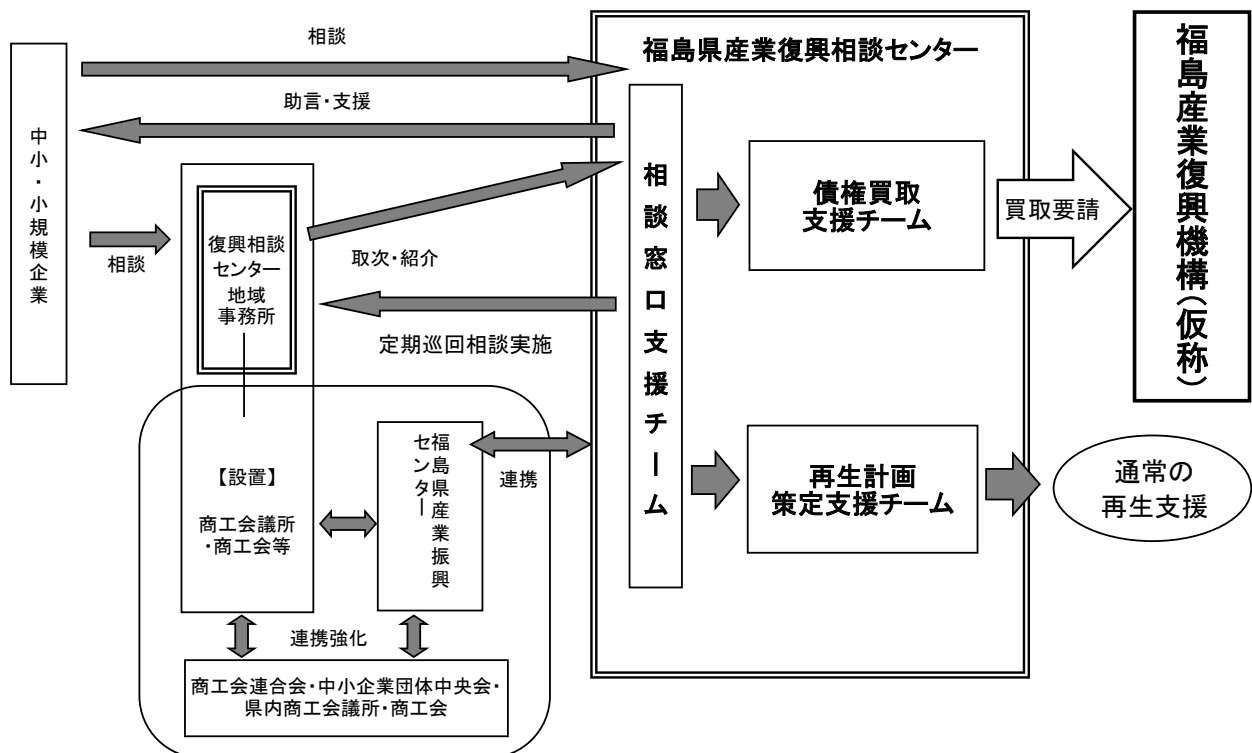 相談
福島県産業復興相談センター
福島産業復興機構(仮称)
助言・支援
中小・小規模企業
相談
復興相談
センター
地域
事務所
取次・紹介
定期巡回相談実施
相談窓口支援チーム
債権買取
支援チーム
買取要請
【設置】
商工会議所
・商工会等
福島県産業振興
センター
連携
再生計画
策定支援チーム
通常の
再生支援
連携強化
商工会連合会・中小企業団体中央会・
県内商工会議所・商工会